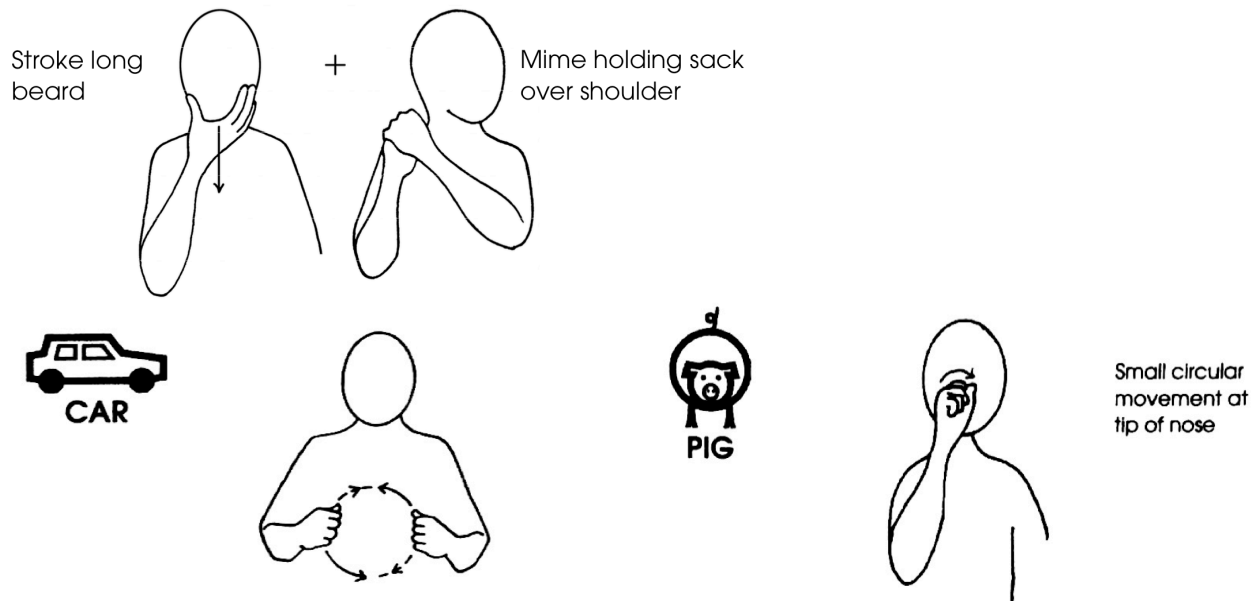 Stroke long
beard
+
Mime holding sack
over shoulder
CAR
PIG
Small circular
movement at
tip of nose